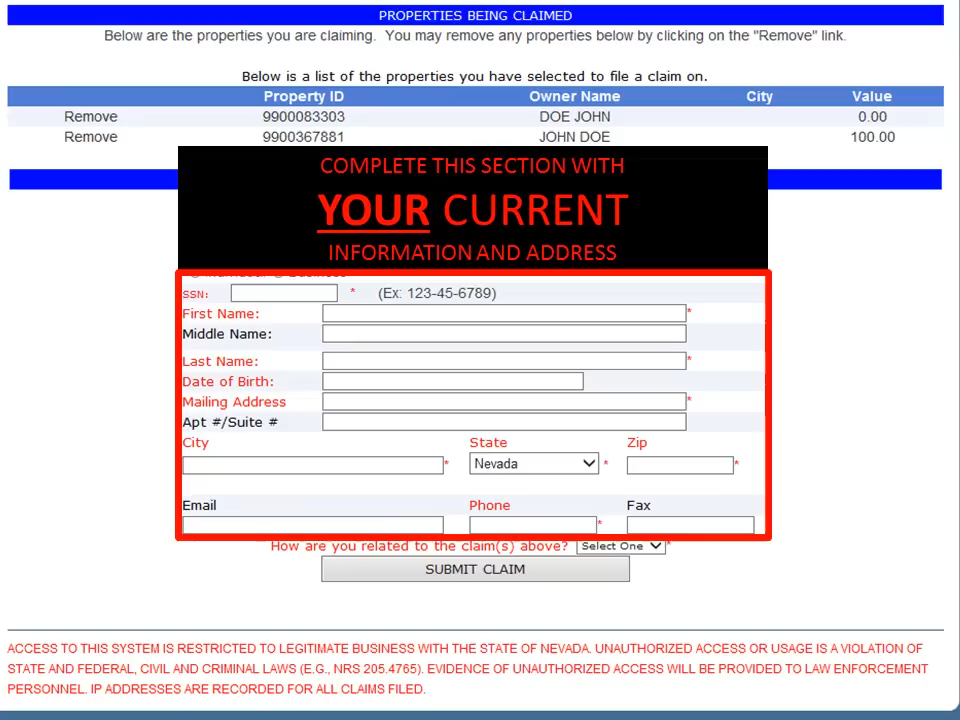 PROPERTIES BEING CLAIMED
Below are the properties you are claiming. You may remove any properties below by clicking on the "Remove" link.
Below is a list of the properties you have selected to file a claim on.
Property ID Owner Name City Value
Remove 9900083303 DOE JOHN 0.00
Remove 9900367881 JOHN DOE 100.00
COMPLETE THIS SECTION WITH
YOUR CURRENT
INFORMATION AND ADDRESS
SSN: * (Ex: 123-45-6789)
First Name: *
Middle Name:
Last Name: *
Date of Birth:
Mailing Address *
Apt #/Suite #
City State Zip
* Nevada * *
Email Phone Fax
*
How are you related to the claim(s) above? Select One *
SUBMIT CLAIM
ACCESS TO THIS SYSTEM IS RESTRICTED TO LEGITIMATE BUSINESS WITH THE STATE OF NEVADA. UNAUTHORIZED ACCESS OR USAGE IS A VIOLATION OF
STATE AND FEDERAL, CIVIL AND CRIMINAL LAWS (E.G., NRS 205.4765). EVIDENCE OF UNAUTHORIZED ACCESS WILL BE PROVIDED TO LAW ENFORCEMENT
PERSONNEL. IP ADDRESSES ARE RECORDED FOR ALL CLAIMS FILED.